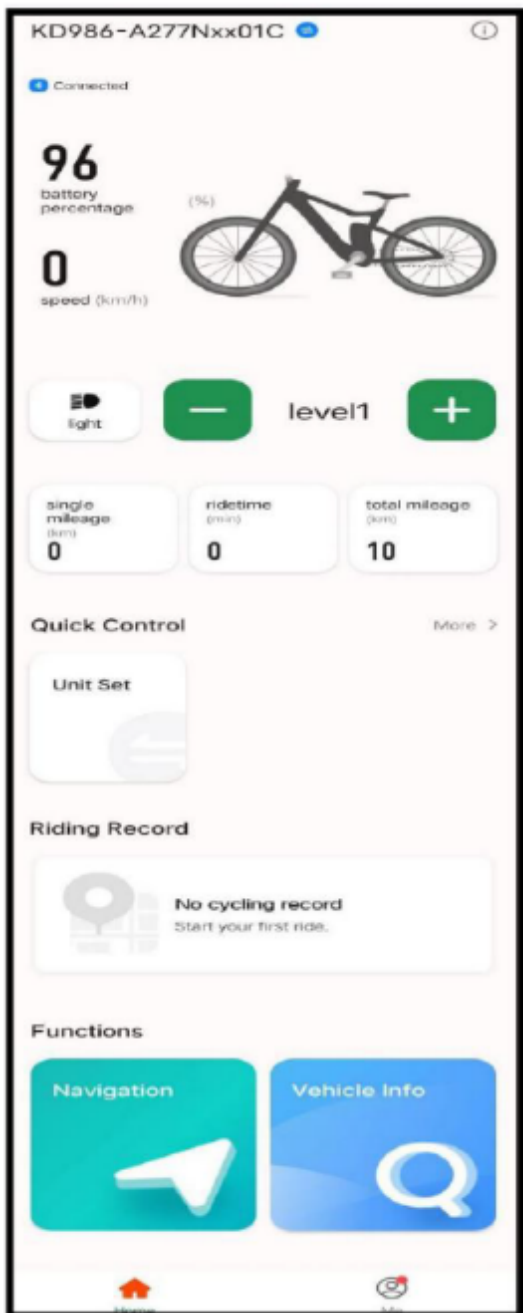 KD986-A277Nxx01C
Connected
96
battery
percentage
(%)
0
speed (km/h)
light
level1
single
mileage
(km)
0
ridetime
(min)
0
total mileage
(km)
10
Quick Control
More >
Unit Set
Riding Record
No cycling record
Start your first ride.
Functions
Navigation
Vehicle Info
Home